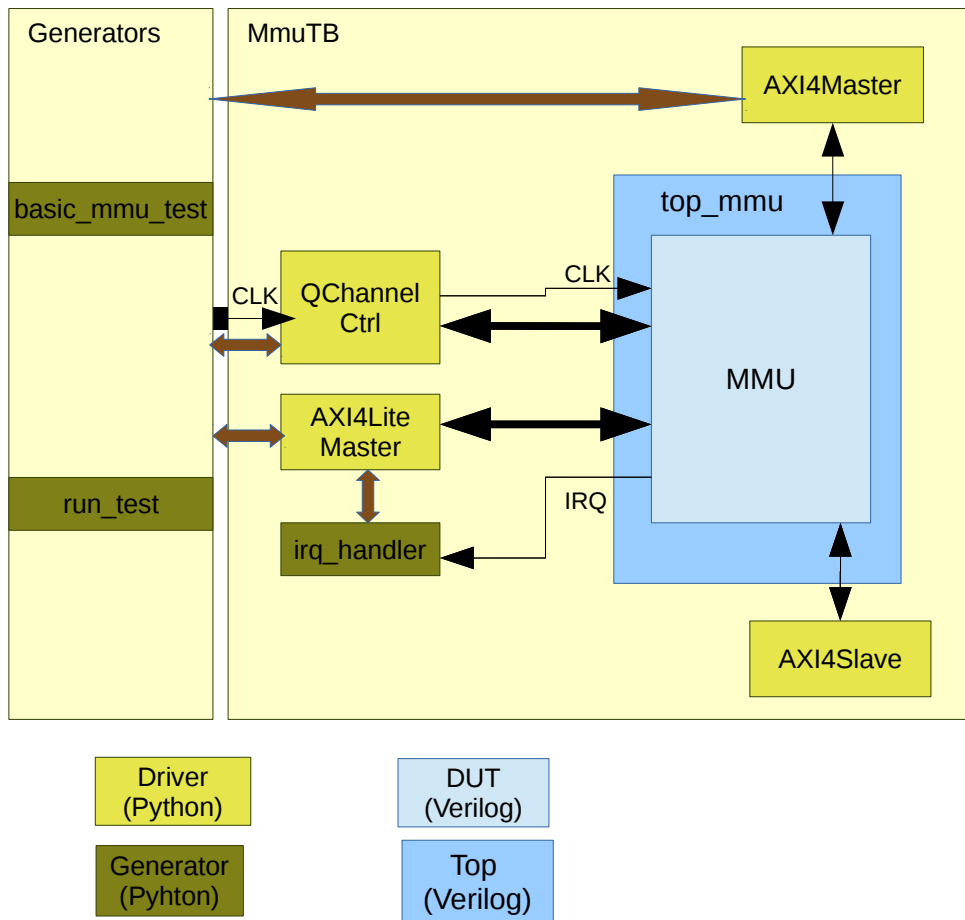 Generators
MmuTB
AXI4Master
basic_mmu_test
top_mmu
CLK
QChannel
Ctrl
CLK
MMU
AXI4Lite
Master
run_test
IRQ
irq_handler
AXI4Slave
Driver
(Python)
DUT
(Verilog)
Generator
(Pyhton)
Top
(Verilog)